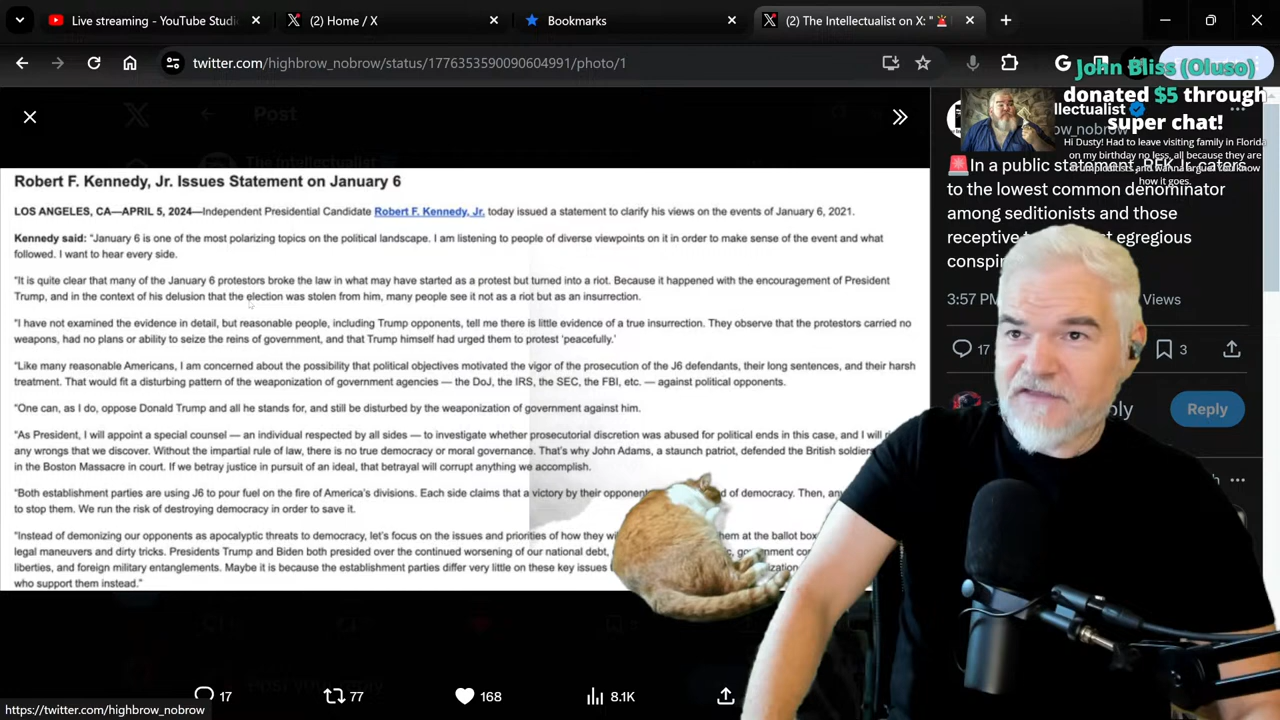 Live streaming - YouTube Studi
(2) Home / X
Bookmarks
(2) The Intellectualist on X: "🚨
twitter.com/highbrow_nobrow/status/1776353590090604991/photo/1
John Bliss (Oluso)
donated $5 through
super chat!
Hi Dusty! Had to leave visiting family in Florida
on my birthday no less, all because they are
how it goes.
Post
The Intellectualist
llectualist
ow_nobrow
🚨In a public statement, RFK Jr. caters
to the lowest common denominator
among seditionists and those
egregious
3:57 PM
Views
17
3
Reply
Robert F. Kennedy, Jr. Issues Statement on January 6
LOS ANGELES, CA—APRIL 5, 2024—Independent Presidential Candidate Robert F. Kennedy, Jr. today issued a statement to clarify his views on the events of January 6, 2021.
Kennedy said: "January 6 is one of the most polarizing topics on the political landscape. I am listening to people of diverse viewpoints on it in order to make sense of the event and what
followed. I want to hear every side.
"It is quite clear that many of the January 6 protestors broke the law in what may have started as a protest but turned into a riot. Because it happened with the encouragement of President
Trump, and in the context of his delusion that the election was stolen from him, many people see it not as a riot but as an insurrection.
"I have not examined the evidence in detail, but reasonable people, including Trump opponents, tell me there is little evidence of a true insurrection. They observe that the protestors carried no
weapons, had no plans or ability to seize the reins of government, and that Trump himself had urged them to protest 'peacefully.'
"Like many reasonable Americans, I am concerned about the possibility that political objectives motivated the vigor of the prosecution of the J6 defendants, their long sentences, and their harsh
treatment. That would fit a disturbing pattern of the weaponization of government agencies — the DoJ, the IRS, the SEC, the FBI, etc. — against political opponents.
"One can, as I do, oppose Donald Trump and all he stands for, and still be disturbed by the weaponization of government against him.
"As President, I will appoint a special counsel — an individual respected by all sides — to investigate whether prosecutorial discretion was abused for political ends in this case, and I will ri
any wrongs that we discover. Without the impartial rule of law, there is no true democracy or moral governance. That's why John Adams, a staunch patriot, defended the British soldiers
in the Boston Massacre in court. If we betray justice in pursuit of an ideal, that betrayal will corrupt anything we accomplish.
"Both establishment parties are using J6 to pour fuel on the fire of America's divisions. Each side claims that a victory by their opponent d of democracy. Then, any
to stop them. We run the risk of destroying democracy in order to save it.
"Instead of demonizing our opponents as apocalyptic threats to democracy, let's focus on the issues and priorities of how they wi em at the ballot box
legal maneuvers and dirty tricks. Presidents Trump and Biden both presided over the continued worsening of our national debt, c, government co
liberties, and foreign military entanglements. Maybe it is because the establishment parties differ very little on these key issues ization
who support them instead."
17
77
168
8.1K
Post your reply
https://twitter.com/highbrow_nobrow